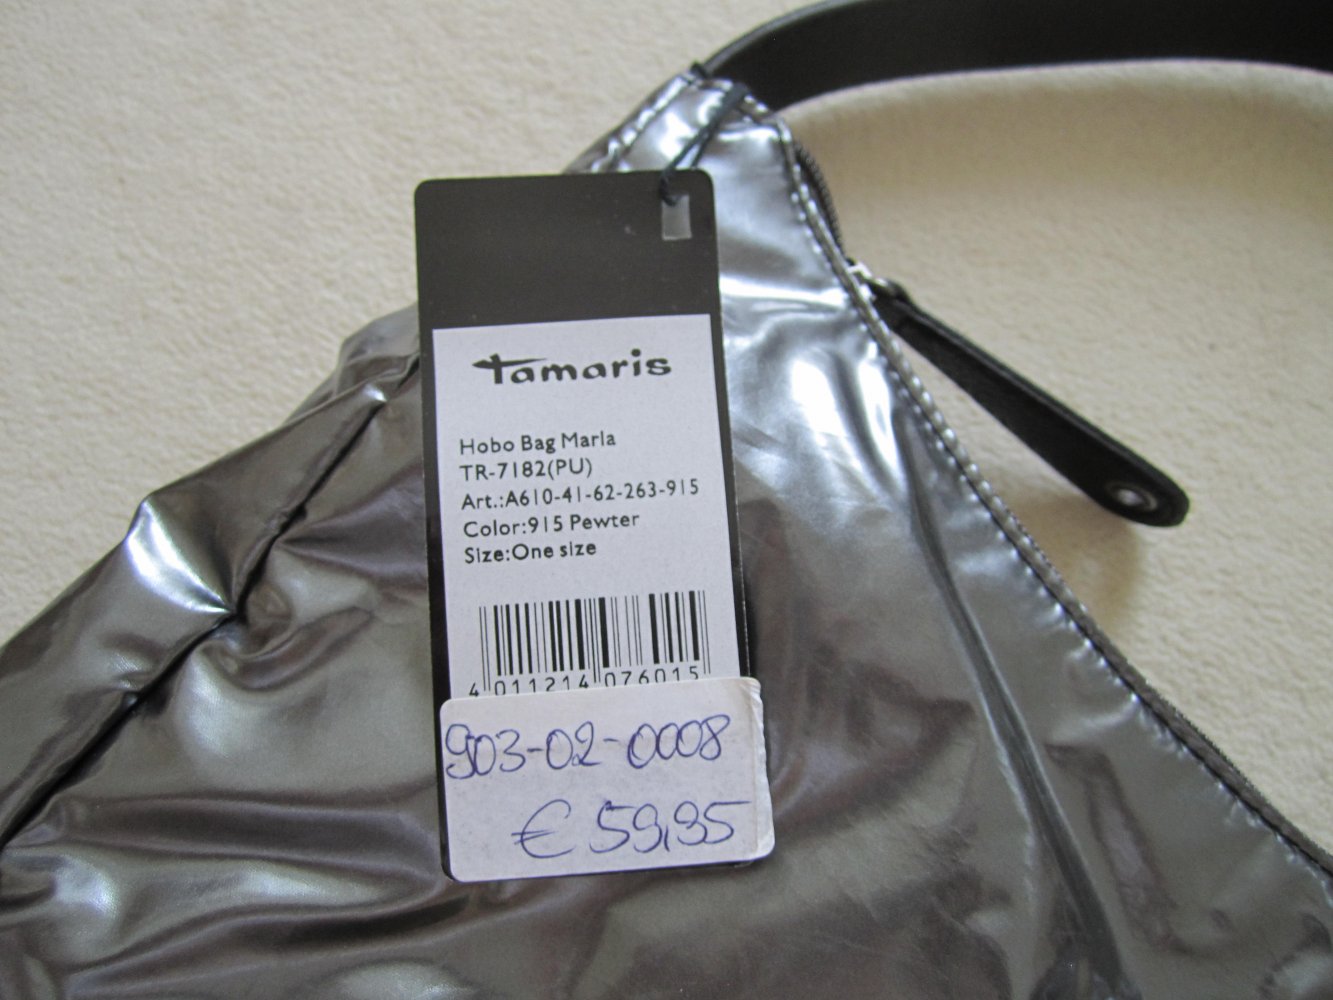 Tamaris
Hobo Bag Marla
TR-7182(PU)
Art.:A610-41-62-263-915
Color:915 Pewter
Size:One size
4 011214 076015
903-02-0008
€ 59,95